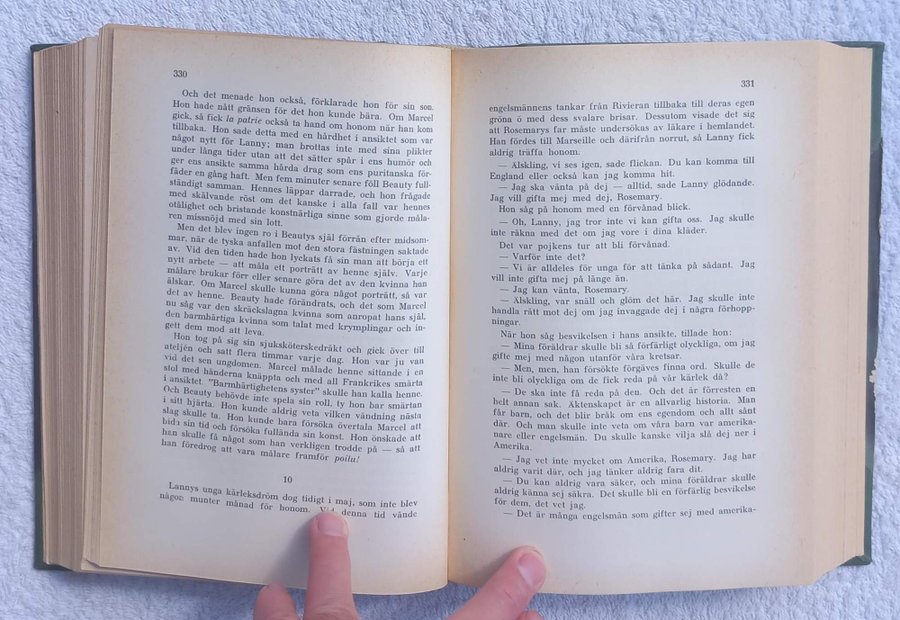 330
Och det menade hon också, förklarade hon för sin son.
Hon hade nått gränsen för det hon kunde bära. Om Marcel
gick, så fick la patrie också ta hand om honom när han kom
tillbaka. Hon sade detta med en hårdhet i ansiktet som var
något nytt för Lanny; man brottas inte med sina plikter
under långa tider utan att det sätter spår i ens humör och
ger ens ansikte samma hårda drag som ens puritanska för-
fäder en gång haft. Men fem minuter senare föll Beauty full-
ständigt samman. Hennes läppar darrade, och hon frågade
med skälvande röst om det kanske i alla fall var hennes
otålighet och bristande konstnärliga sinne som gjorde måla-
ren missnöjd med sin lott.
Men det blev ingen ro i Beautys själ förrän efter midsom-
mar, när de tyska anfallen mot den stora fästningen saktade
av. Vid den tiden hade hon lyckats få sin man att börja ett
nytt arbete — att måla ett porträtt av henne själv. Varje
målare brukar förr eller senare göra det av den kvinna han
älskar. Om Marcel skulle kunna göra något porträtt, så var
det av henne. Beauty hade förändrats, och det som Marcel
nu såg var den skräckslagna kvinna som anropat hans själ,
den barmhärtiga kvinna som talat med krymplingar och in-
gett dem mod att leva.
Hon tog på sig sin sjuksköterskedräkt och gick över till
ateljén och satt flera timmar varje dag. Hon var ju van
vid det sen ungdomen. Marcel målade henne sittande i en
stol med händerna knäppta och med all Frankrikes smärta
i ansiktet. ”Barmhärtighetens syster” skulle han kalla henne.
Och Beauty behövde inte spela sin roll, ty hon bar smärtan
i sitt hjärta. Hon kunde aldrig veta vilken vändning nästa
slag skulle ta. Hon kunde bara försöka övertala Marcel att
bida sin tid och försöka fullända sin konst. Hon önskade att
han skulle få något som han verkligen trodde på — så att
han föredrog att vara målare framför poilu!
10
Lannys unga kärleksdröm dog tidigt i maj, som inte blev
någon munter månad för honom. Vid denna tid vände
331
engelsmännens tankar från Rivieran tillbaka till deras egen
gröna ö med dess svalare brisar. Dessutom visade det sig
att Rosemarys far måste undersökas av läkare i hemlandet.
Han fördes till Marseille och därifrån norrut, så Lanny fick
aldrig träffa honom.
— Älskling, vi ses igen, sade flickan. Du kan komma till
England eller också kan jag komma hit.
— Jag ska vänta på dej — alltid, sade Lanny glödande.
Jag vill gifta mej med dej, Rosemary.
Hon såg på honom med en förvånad blick.
— Oh, Lanny, jag tror inte vi kan gifta oss. Jag skulle
inte räkna med det om jag vore i dina kläder.
Det var pojkens tur att bli förvånad.
— Varför inte det?
— Vi är alldeles för unga för att tänka på sådant. Jag
vill inte gifta mej på länge än.
— Jag kan vänta, Rosemary.
— Älskling, var snäll och glöm det här. Jag skulle inte
handla rätt mot dej om jag invaggade dej i några förhopp-
ningar.
När hon såg besvikelsen i hans ansikte, tillade hon:
— Mina föräldrar skulle bli så förfärligt olyckliga, om jag
gifte mej med någon utanför våra kretsar.
— Men, men, han försökte förgäves finna ord. Skulle de
inte bli olyckliga om de fick reda på vår kärlek då?
— De ska inte få reda på den. Och det är förresten en
helt annan sak. Äktenskapet är en allvarlig historia. Man
får barn, och det blir bråk om ens egendom och allt sånt
där. Och man skulle inte veta om våra barn var amerika-
nare eller engelsmän. Du skulle kanske vilja slå dej ner i
Amerika.
— Jag vet inte mycket om Amerika, Rosemary. Jag har
aldrig varit där, och jag tänker aldrig fara dit.
— Du kan aldrig vara säker, och mina föräldrar skulle
aldrig känna sej säkra. Det skulle bli en förfärlig besvikelse
för dem, det vet jag.
— Det är många engelsmän som gifter sej med amerika-